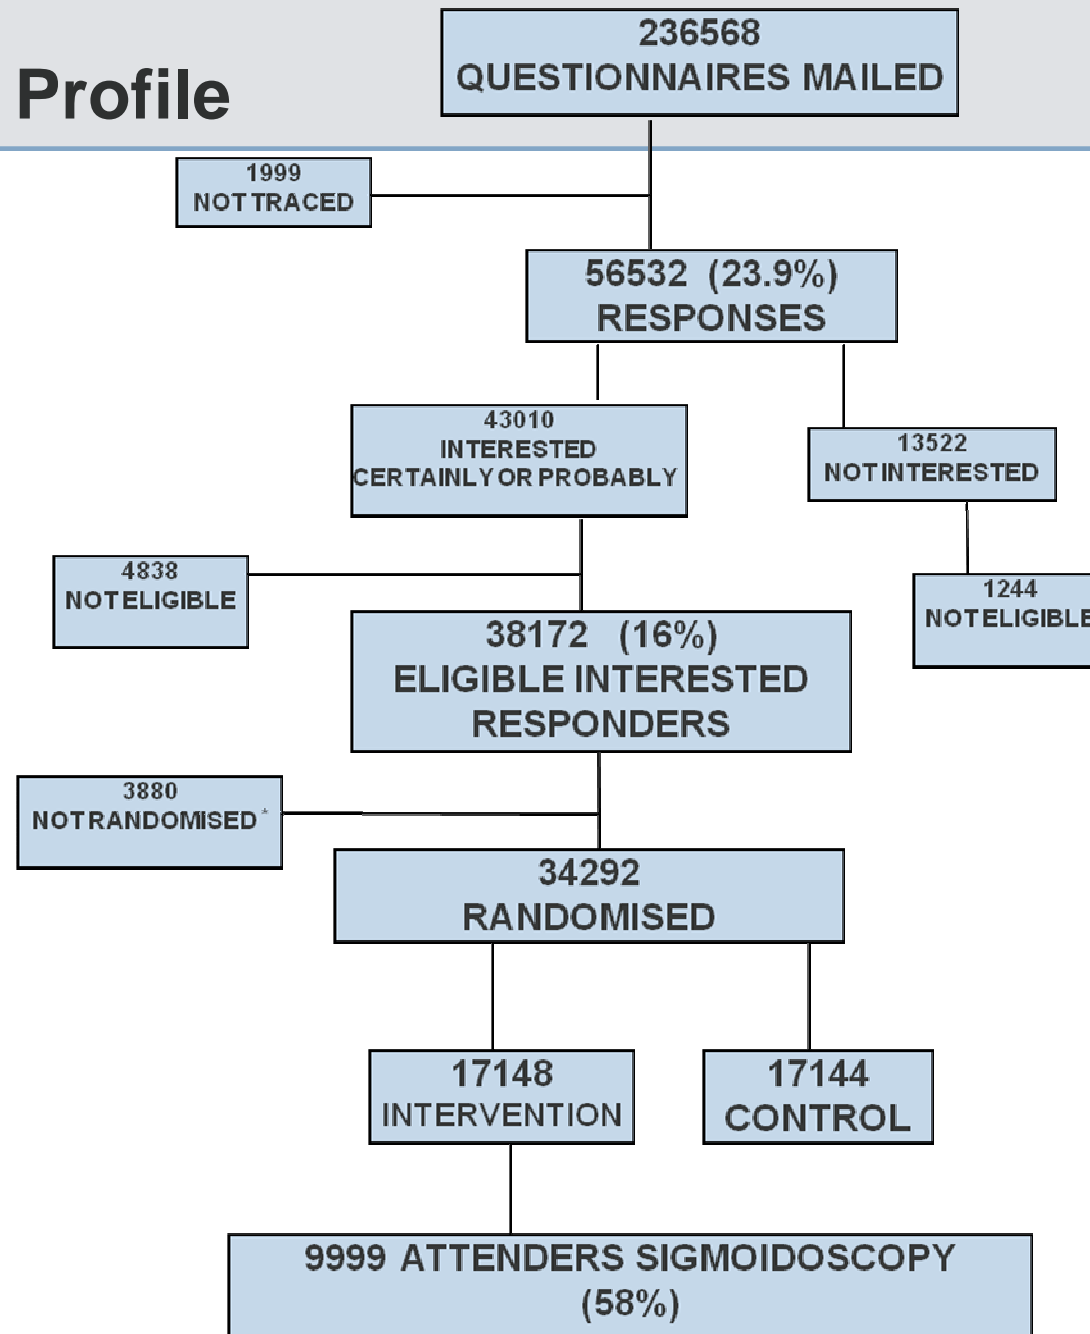 Profile
236568
QUESTIONNAIRES MAILED
1999
NOT TRACED
56532 (23.9%)
RESPONSES
43010
INTERESTED
CERTAINLY OR PROBABLY
13522
NOT INTERESTED
4838
NOT ELIGIBLE
1244
NOT ELIGIBLE
38172 (16%)
ELIGIBLE INTERESTED
RESPONDERS
3880
NOT RANDOMISED*
34292
RANDOMISED
17148
INTERVENTION
17144
CONTROL
9999 ATTENDERS SIGMOIDOSCOPY
(58%)